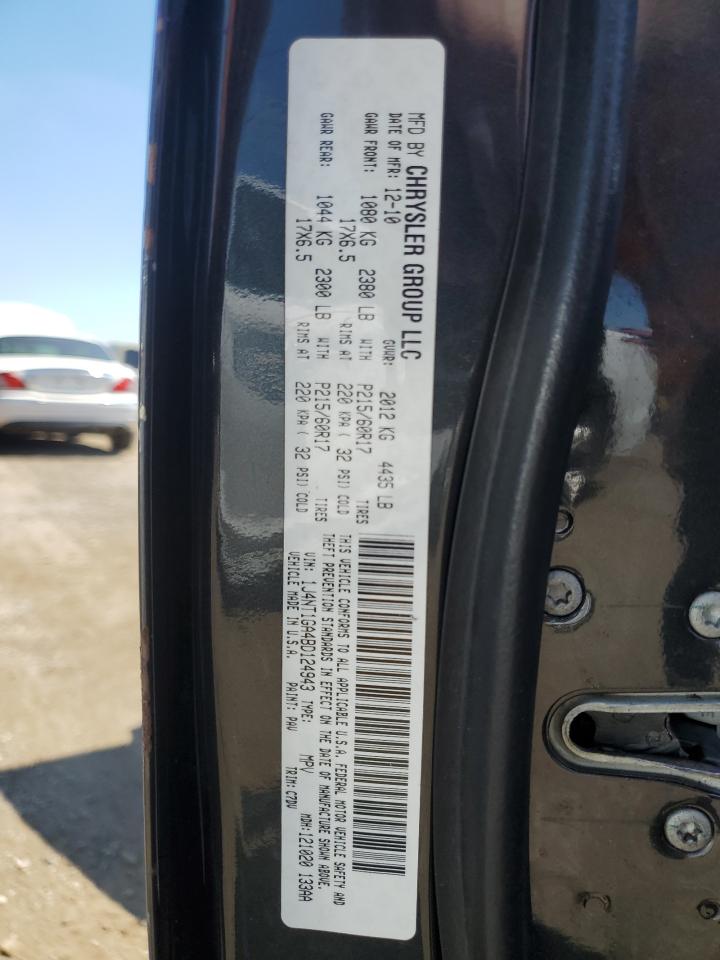 MFD BY CHRYSLER GROUP LLC
DATE OF MFR: 12-10 GVWR: 2012 KG 4435 LB
GAWR FRONT: 1080 KG 2380 LB WITH P215/60R17 TIRES
17X6.5 RIMS AT 220 KPA ( 32 PSI) COLD
GAWR REAR: 1044 KG 2300 LB WITH P215/60R17 TIRES
17X6.5 RIMS AT 220 KPA ( 32 PSI) COLD
THIS VEHICLE CONFORMS TO ALL APPLICABLE U.S.A. FEDERAL MOTOR VEHICLE SAFETY AND
THEFT PREVENTION STANDARDS IN EFFECT ON THE DATE OF MANUFACTURE SHOWN ABOVE.
VIN: 1J4NT1GA4BD124943 TYPE: MPV MDH:121020 133AA
VEHICLE MADE IN U.S.A. PAINT: PAV TRIM: C7DV